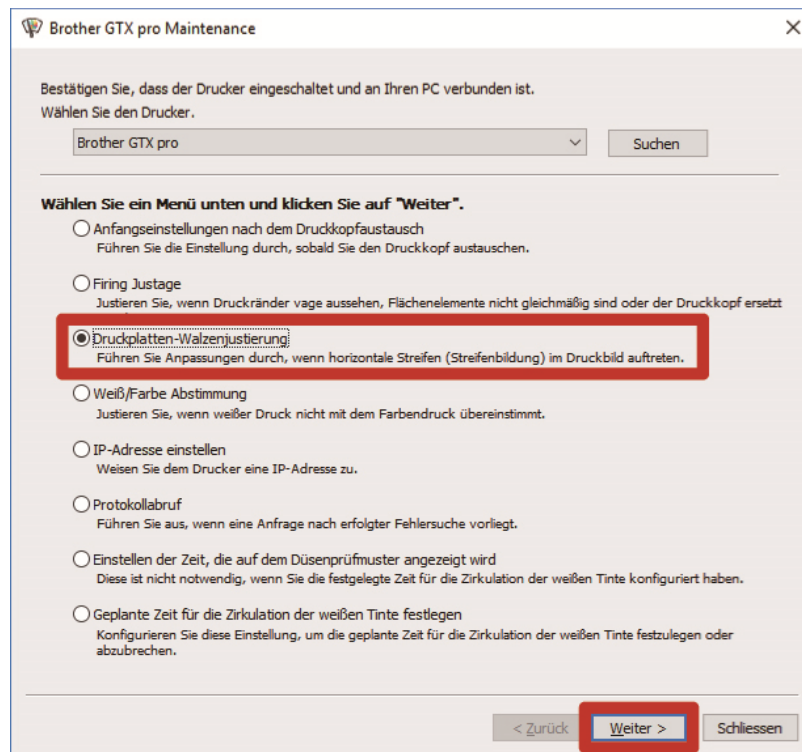 Brother GTX pro Maintenance
Bestätigen Sie, dass der Drucker eingeschaltet und an Ihren PC verbunden ist.
Wählen Sie den Drucker.
Brother GTX pro
Suchen
Wählen Sie ein Menü unten und klicken Sie auf "Weiter".
Anfangseinstellungen nach dem Druckkopfaustausch
Führen Sie die Einstellung durch, sobald Sie den Druckkopf austauschen.
Firing Justage
Justieren Sie, wenn Druckränder vage aussehen, Flächenelemente nicht gleichmäßig sind oder der Druckkopf ersetzt
Druckplatten-Walzenjustierung
Führen Sie Anpassungen durch, wenn horizontale Streifen (Streifenbildung) im Druckbild auftreten.
Weiß/Farbe Abstimmung
Justieren Sie, wenn weißer Druck nicht mit dem Farbendruck übereinstimmt.
IP-Adresse einstellen
Weisen Sie dem Drucker eine IP-Adresse zu.
Protokollabruf
Führen Sie aus, wenn eine Anfrage nach erfolgter Fehlersuche vorliegt.
Einstellen der Zeit, die auf dem Düsenprüfmuster angezeigt wird
Diese ist nicht notwendig, wenn Sie die festgelegte Zeit für die Zirkulation der weißen Tinte konfiguriert haben.
Geplante Zeit für die Zirkulation der weißen Tinte festlegen
Konfigurieren Sie diese Einstellung, um die geplante Zeit für die Zirkulation der weißen Tinte festzulegen oder
abzubrechen.
< Zurück
Weiter >
Schliessen